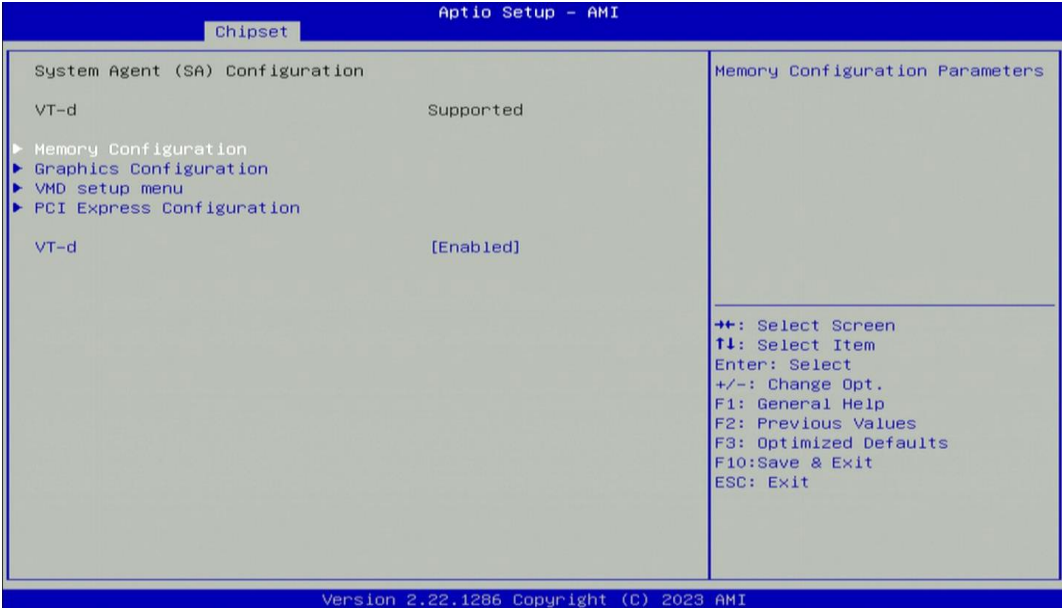 Aptio Setup – AMI
Chipset
System Agent (SA) Configuration
VT-d Supported
Memory Configuration
Graphics Configuration
VMD setup menu
PCI Express Configuration
VT-d [Enabled]
Memory Configuration Parameters
→←: Select Screen
↑↓: Select Item
Enter: Select
+/-: Change Opt.
F1: General Help
F2: Previous Values
F3: Optimized Defaults
F10:Save & Exit
ESC: Exit
Version 2.22.1286 Copyright (C) 2023 AMI